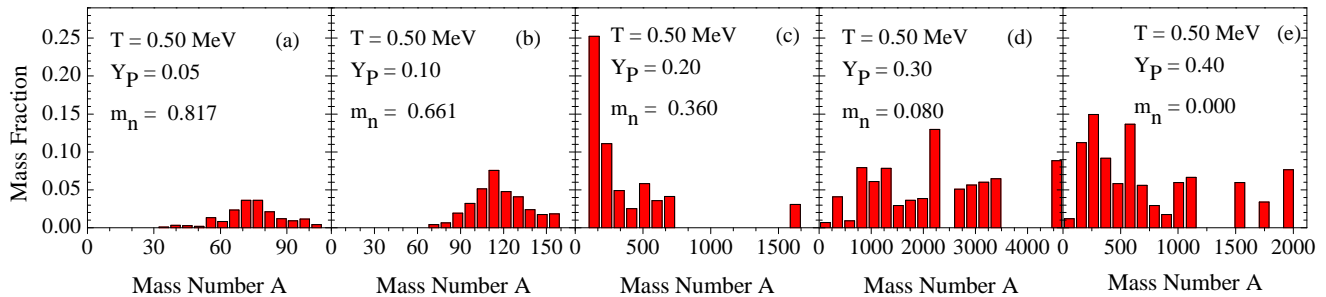 0.25
0.20
0.15
0.10
0.05
0.00
Mass Fraction
T = 0.50 MeV (a)
Y_P = 0.05
m_n = 0.817
0 30 60 90
Mass Number A
T = 0.50 MeV (b)
Y_P = 0.10
m_n = 0.661
0 30 60 90 120 150
Mass Number A
T = 0.50 MeV (c)
Y_P = 0.20
m_n = 0.360
0 500 1000 1500
Mass Number A
T = 0.50 MeV (d)
Y_P = 0.30
m_n = 0.080
0 1000 2000 3000 4000
Mass Number A
T = 0.50 MeV (e)
Y_P = 0.40
m_n = 0.000
0 500 1000 1500 2000
Mass Number A